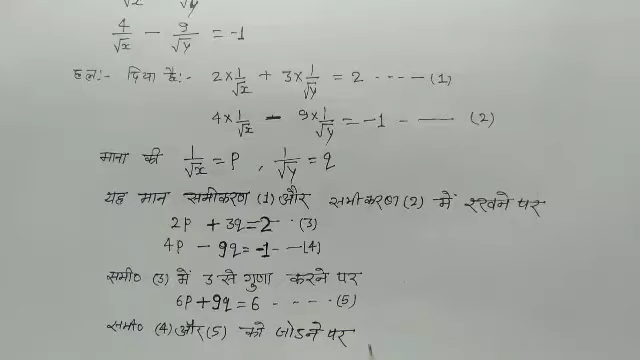 4/√x - 9/√y = -1
हल:- दिया है:- 2×1/√x + 3×1/√y = 2 ---- (1)
4×1/√x - 9×1/√y = -1 - — (2)
माना की 1/√x = P , 1/√y = q
यह मान समीकरण (1) और समीकरण (2) में रखने पर
2P + 3q = 2 · (3)
4P - 9q = -1 -- (4)
समी० (3) में 3 से गुणा करने पर
6P + 9q = 6 - - - - (5)
समी० (4) और (5) को जोडने पर